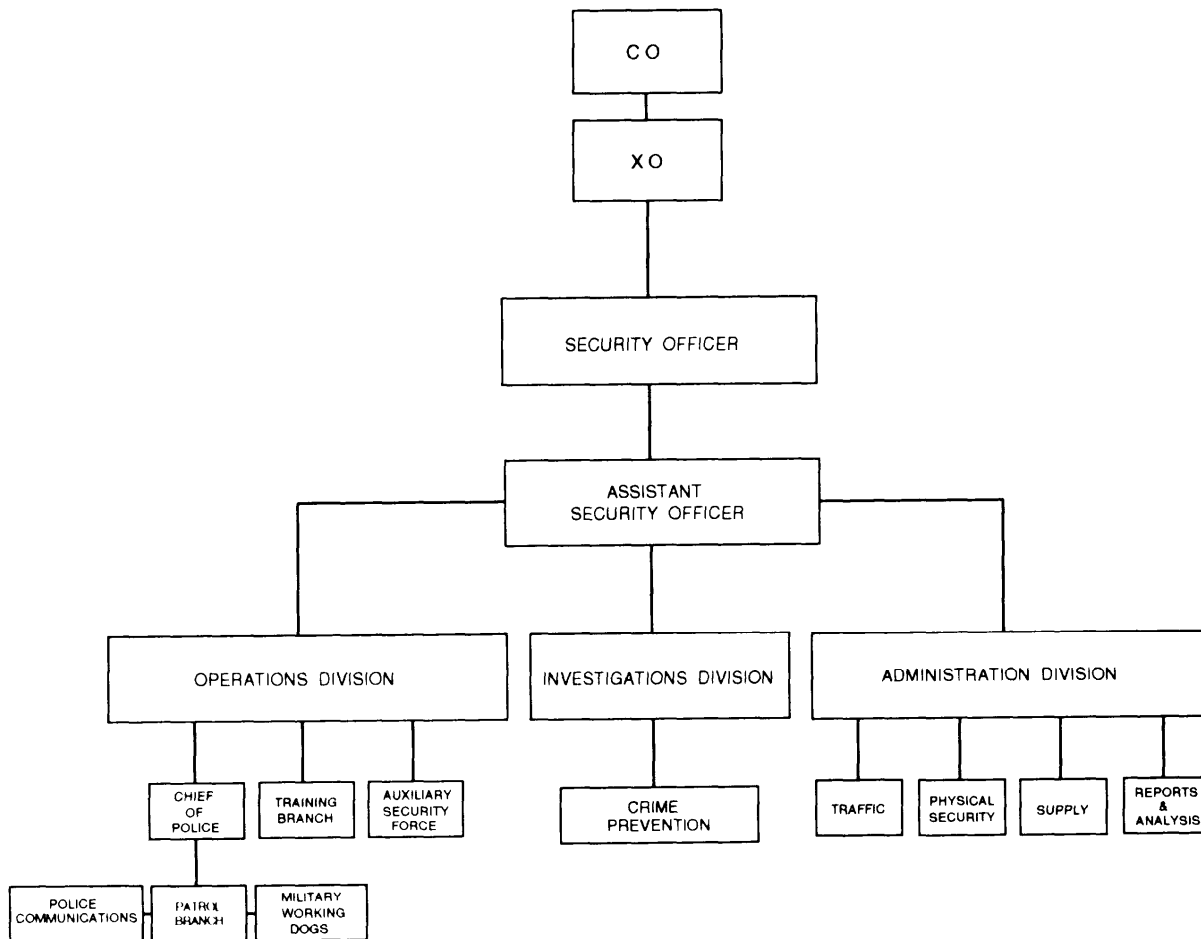 CO
XO
SECURITY OFFICER
ASSISTANT
SECURITY OFFICER
OPERATIONS DIVISION
INVESTIGATIONS DIVISION
ADMINISTRATION DIVISION
CHIEF
OF
POLICE
TRAINING
BRANCH
AUXILIARY
SECURITY
FORCE
CRIME
PREVENTION
TRAFFIC
PHYSICAL
SECURITY
SUPPLY
REPORTS
&
ANALYSIS
POLICE
COMMUNICATIONS
PATROL
BRANCH
MILITARY
WORKING
DOGS